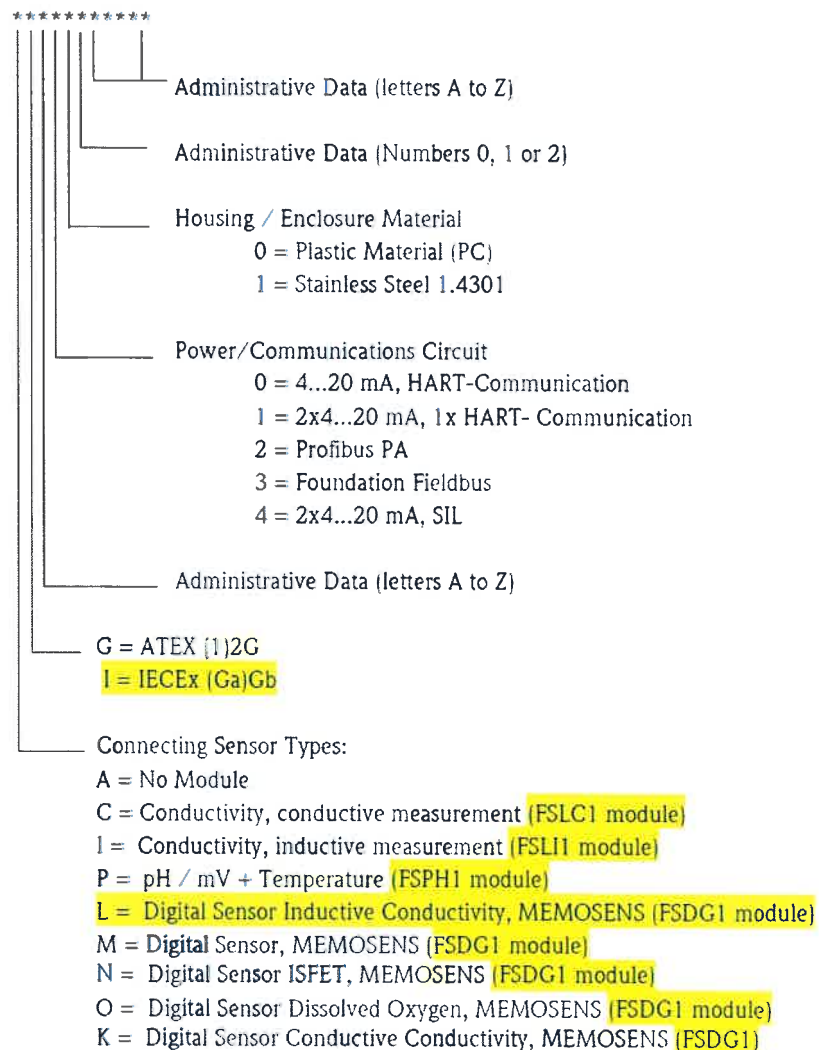 ***********
Administrative Data (letters A to Z)
Administrative Data (Numbers 0, 1 or 2)
Housing / Enclosure Material
0 = Plastic Material (PC)
1 = Stainless Steel 1.4301
Power/Communications Circuit
0 = 4...20 mA, HART-Communication
1 = 2x4...20 mA, 1x HART- Communication
2 = Profibus PA
3 = Foundation Fieldbus
4 = 2x4...20 mA, SIL
Administrative Data (letters A to Z)
G = ATEX (1)2G
I = IECEx (Ga)Gb
Connecting Sensor Types:
A = No Module
C = Conductivity, conductive measurement (FSLC1 module)
I = Conductivity, inductive measurement (FSLI1 module)
P = pH / mV + Temperature (FSPH1 module)
L = Digital Sensor Inductive Conductivity, MEMOSENS (FSDG1 module)
M = Digital Sensor, MEMOSENS (FSDG1 module)
N = Digital Sensor ISFET, MEMOSENS (FSDG1 module)
O = Digital Sensor Dissolved Oxygen, MEMOSENS (FSDG1 module)
K = Digital Sensor Conductive Conductivity, MEMOSENS (FSDG1)